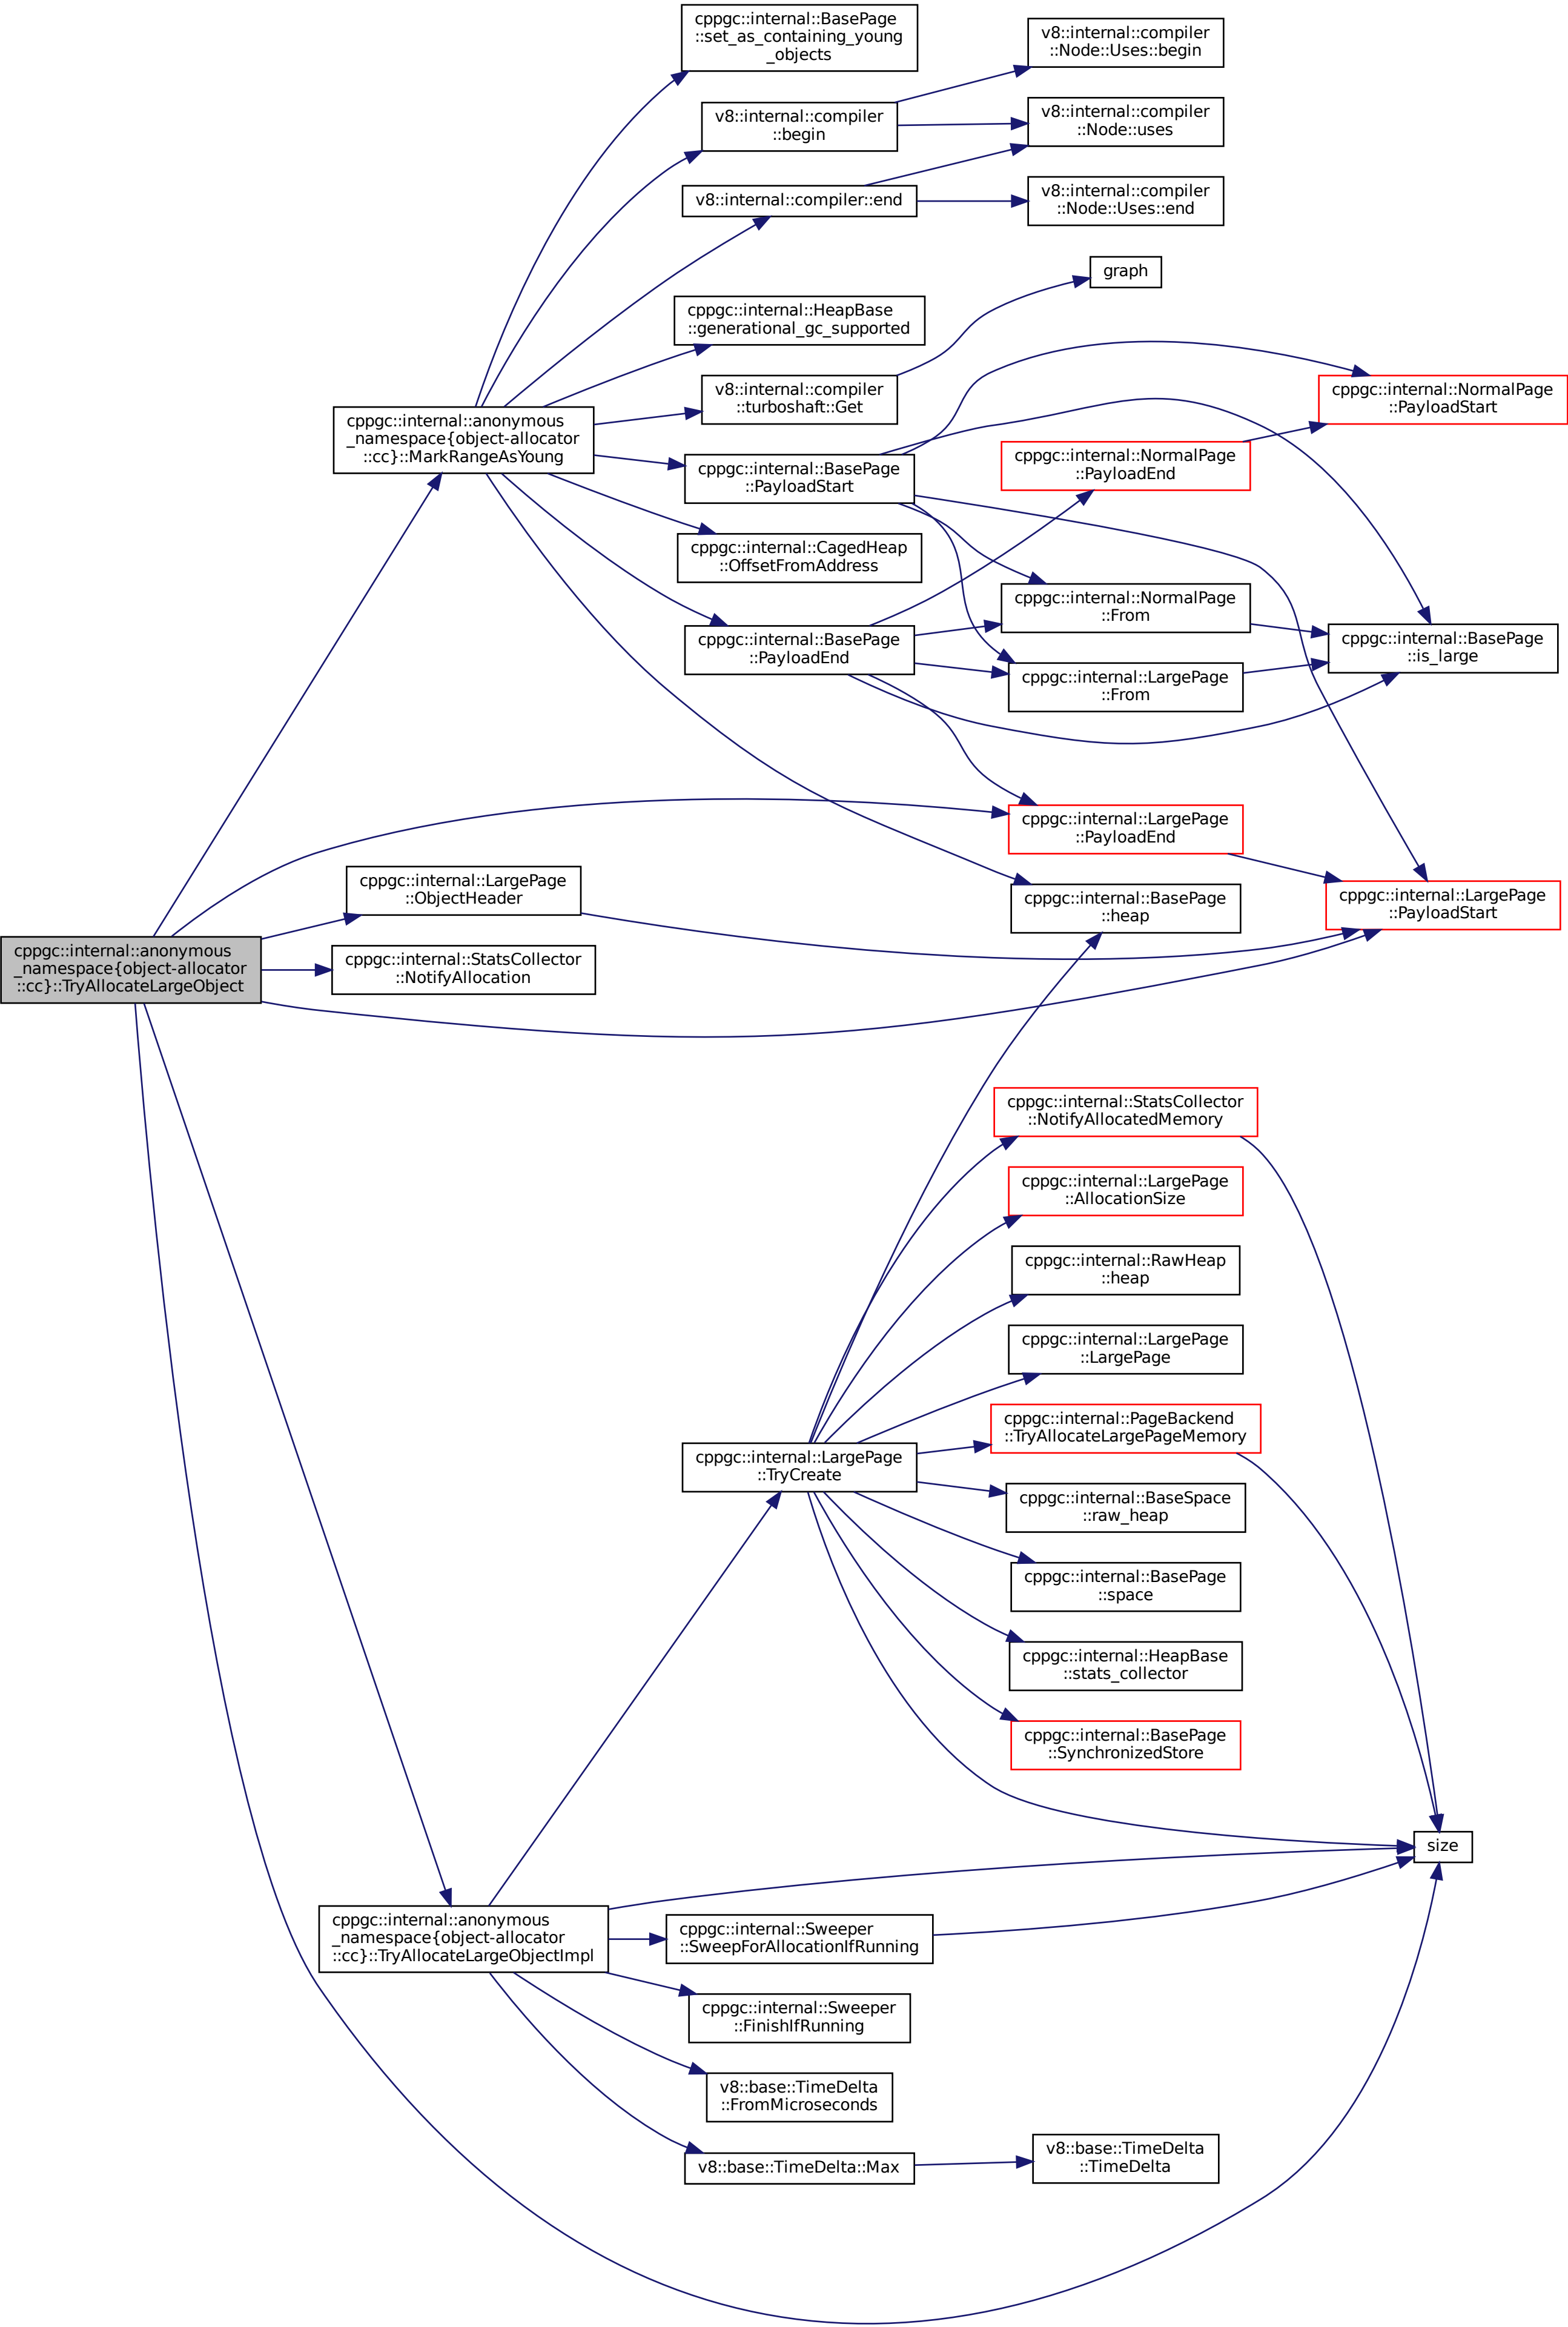 cppgc::internal::BasePage
::set_as_containing_young
_objects
v8::internal::compiler
::Node::Uses::begin
v8::internal::compiler
::begin
v8::internal::compiler
::Node::uses
v8::internal::compiler::end
v8::internal::compiler
::Node::Uses::end
graph
cppgc::internal::HeapBase
::generational_gc_supported
v8::internal::compiler
::turboshaft::Get
cppgc::internal::NormalPage
::PayloadStart
cppgc::internal::anonymous
_namespace{object-allocator
::cc}::MarkRangeAsYoung
cppgc::internal::BasePage
::PayloadStart
cppgc::internal::NormalPage
::PayloadEnd
cppgc::internal::CagedHeap
::OffsetFromAddress
cppgc::internal::NormalPage
::From
cppgc::internal::BasePage
::PayloadEnd
cppgc::internal::BasePage
::is_large
cppgc::internal::LargePage
::From
cppgc::internal::LargePage
::PayloadEnd
cppgc::internal::LargePage
::ObjectHeader
cppgc::internal::BasePage
::heap
cppgc::internal::LargePage
::PayloadStart
cppgc::internal::anonymous
_namespace{object-allocator
::cc}::TryAllocateLargeObject
cppgc::internal::StatsCollector
::NotifyAllocation
cppgc::internal::StatsCollector
::NotifyAllocatedMemory
cppgc::internal::LargePage
::AllocationSize
cppgc::internal::RawHeap
::heap
cppgc::internal::LargePage
::LargePage
cppgc::internal::PageBackend
::TryAllocateLargePageMemory
cppgc::internal::LargePage
::TryCreate
cppgc::internal::BaseSpace
::raw_heap
cppgc::internal::BasePage
::space
cppgc::internal::HeapBase
::stats_collector
cppgc::internal::BasePage
::SynchronizedStore
size
cppgc::internal::anonymous
_namespace{object-allocator
::cc}::TryAllocateLargeObjectImpl
cppgc::internal::Sweeper
::SweepForAllocationIfRunning
cppgc::internal::Sweeper
::FinishIfRunning
v8::base::TimeDelta
::FromMicroseconds
v8::base::TimeDelta::Max
v8::base::TimeDelta
::TimeDelta